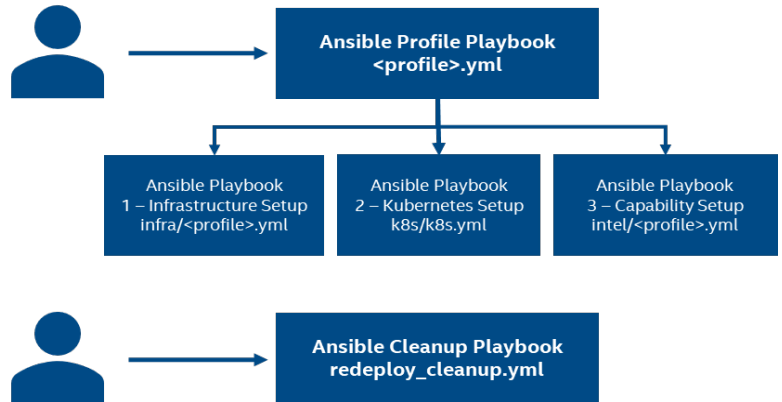 Ansible Profile Playbook
<profile>.yml
Ansible Playbook
1 – Infrastructure Setup
infra/<profile>.yml
Ansible Playbook
2 – Kubernetes Setup
k8s/k8s.yml
Ansible Playbook
3 – Capability Setup
intel/<profile>.yml
Ansible Cleanup Playbook
redeploy_cleanup.yml